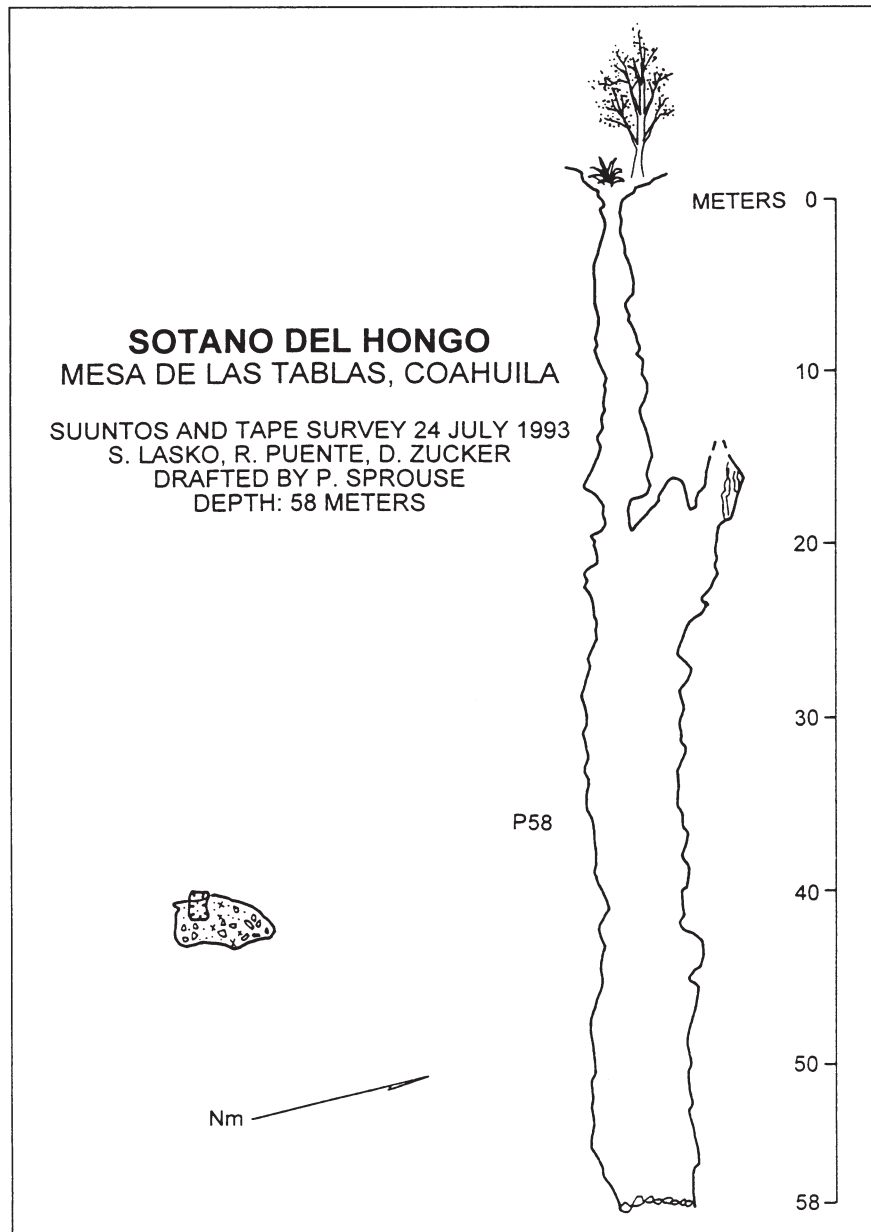 METERS 0
SOTANO DEL HONGO
MESA DE LAS TABLAS, COAHUILA
SUUNTOS AND TAPE SURVEY 24 JULY 1993
S. LASKO, R. PUENTE, D. ZUCKER
DRAFTED BY P. SPROUSE
DEPTH: 58 METERS
10
20
30
P58
40
50
Nm
58